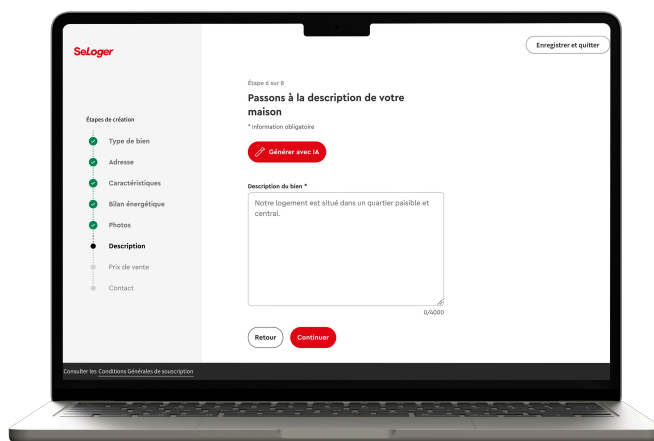 SeLoger
Enregistrer et quitter
Étapes de création
Type de bien
Adresse
Caractéristiques
Bilan énergétique
Photos
Description
Prix de vente
Contact
Étape 6 sur 8
Passons à la description de votre
maison
* Information obligatoire
Générer avec IA
Description du bien *
Notre logement est situé dans un quartier paisible et
central.
0/4000
Retour
Continuer
Consulter les Conditions Générales de souscription